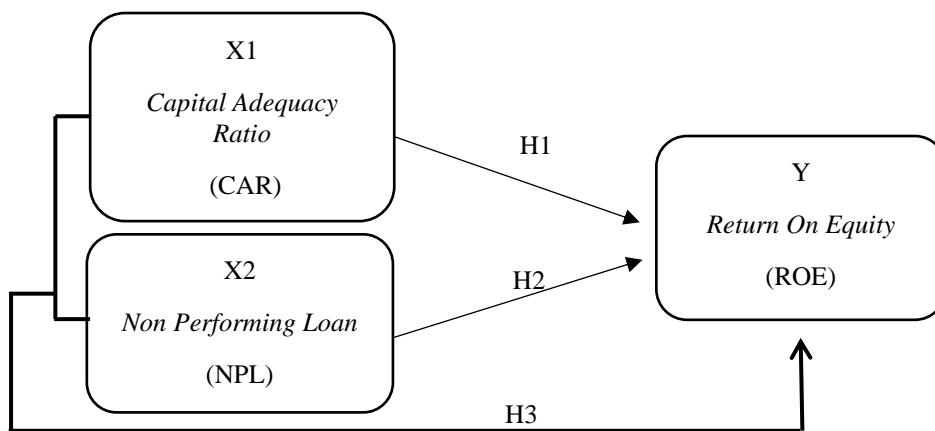 X1
Capital Adequacy
Ratio
(CAR)
H1
Y
Return On Equity
(ROE)
X2
Non Performing Loan
(NPL)
H2
H3